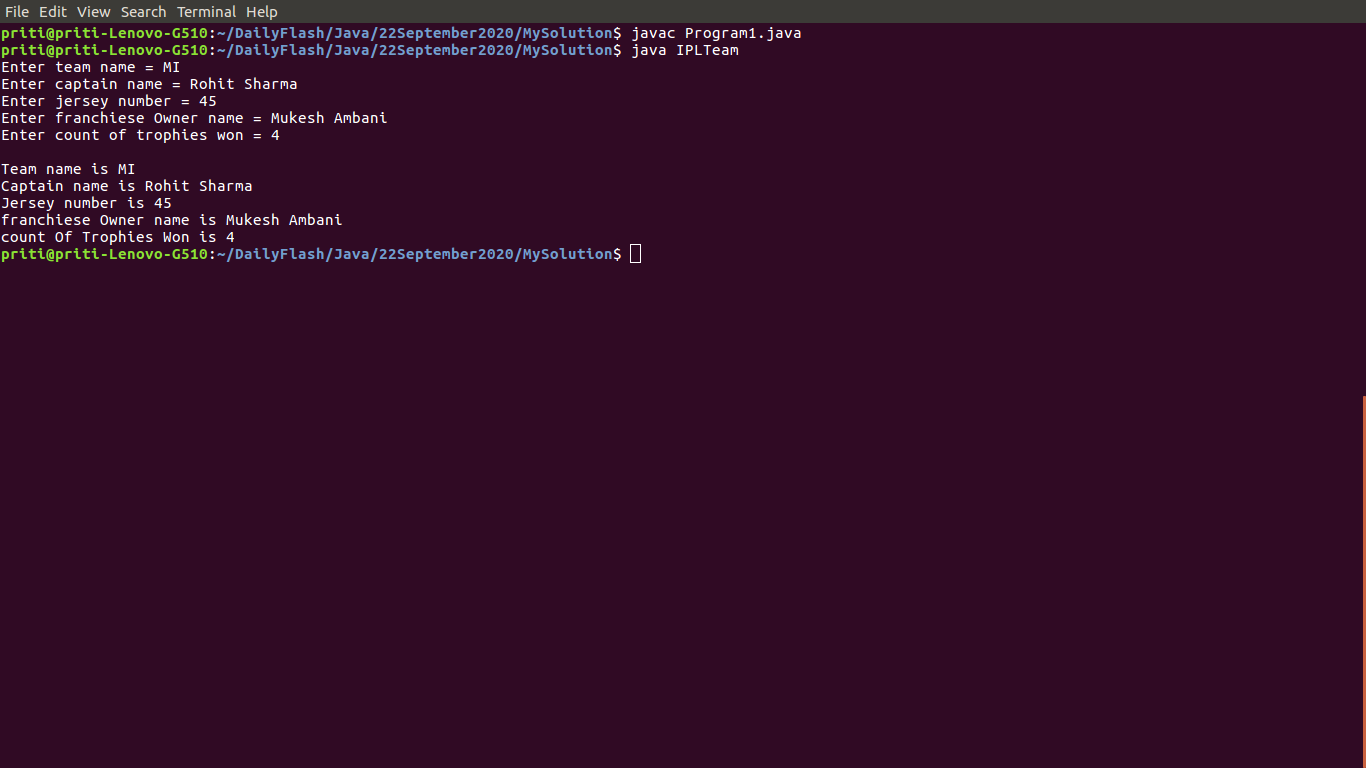 File Edit View Search Terminal Help
priti@priti-Lenovo-G510:~/DailyFlash/Java/22September2020/MySolution$ javac Program1.java
priti@priti-Lenovo-G510:~/DailyFlash/Java/22September2020/MySolution$ java IPLTeam
Enter team name = MI
Enter captain name = Rohit Sharma
Enter jersey number = 45
Enter franchiese Owner name = Mukesh Ambani
Enter count of trophies won = 4
Team name is MI
Captain name is Rohit Sharma
Jersey number is 45
franchiese Owner name is Mukesh Ambani
count Of Trophies Won is 4
priti@priti-Lenovo-G510:~/DailyFlash/Java/22September2020/MySolution$